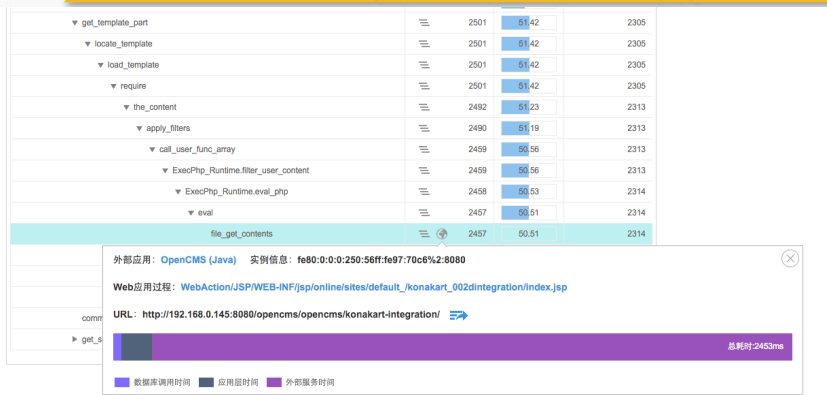 ▼ get_template_part 2501 51.42 2305
▼ locate_template 2501 51.42 2305
▼ load_template 2501 51.42 2305
▼ require 2501 51.42 2305
▼ the_content 2492 51.23 2313
▼ apply_filters 2490 51.19 2313
▼ call_user_func_array 2459 50.56 2313
▼ ExecPhp_Runtime.filter_user_content 2459 50.56 2313
▼ ExecPhp_Runtime.eval_php 2458 50.53 2314
▼ eval 2457 50.51 2314
file_get_contents 2457 50.51 2314
外部应用：OpenCMS (Java) 实例信息：fe80:0:0:0:250:56ff:fe97:70c6%2:8080
Web应用过程：WebAction/JSP/WEB-INF/jsp/online/sites/default_/konakart_002dintegration/index.jsp
URL：http://192.168.0.145:8080/opencms/opencms/konakart-integration/
comm
▶ get_s
总耗时:2453ms
数据库调用时间 应用层时间 外部服务时间